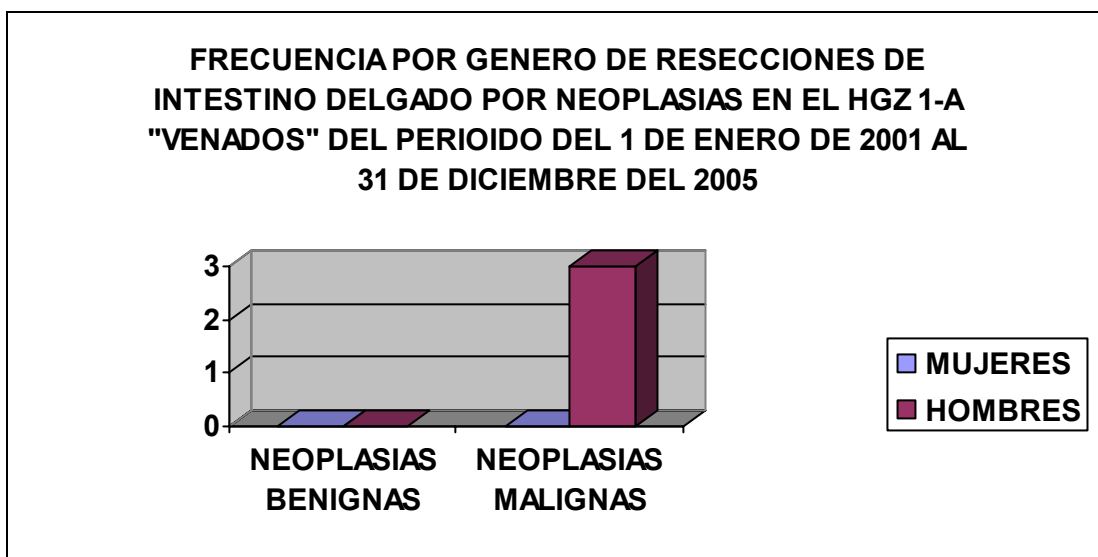 FRECUENCIA POR GENERO DE RESECCIONES DE
INTESTINO DELGADO POR NEOPLASIAS EN EL HGZ 1-A
"VENADOS" DEL PERIOIDO DEL 1 DE ENERO DE 2001 AL
31 DE DICIEMBRE DEL 2005
3
2
1
0
NEOPLASIAS
BENIGNAS
NEOPLASIAS
MALIGNAS
MUJERES
HOMBRES